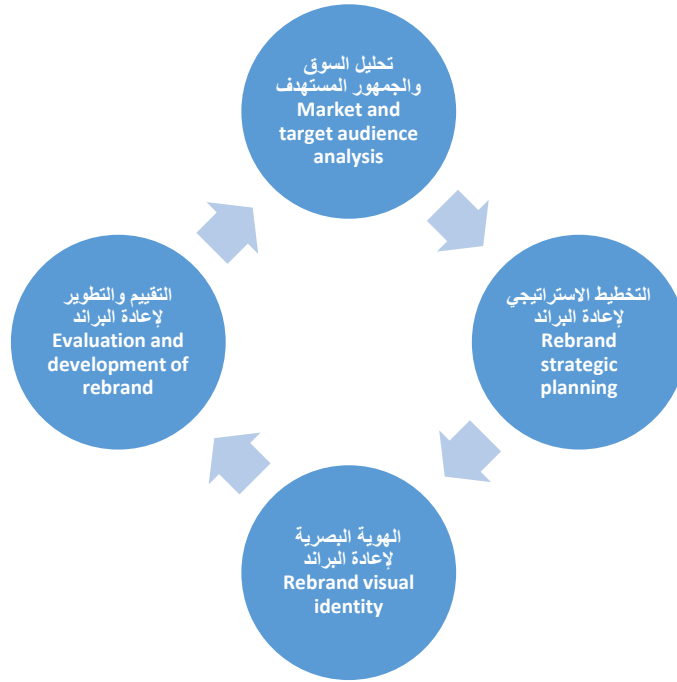 تحليل السوق
والجمهور المستهدف
Market and
target audience
analysis
التخطيط الاستراتيجي
لإعادة البراند
Rebrand
strategic
planning
الهوية البصرية
لإعادة البراند
Rebrand visual
identity
التقييم والتطوير
لإعادة البراند
Evaluation and
development of
rebrand